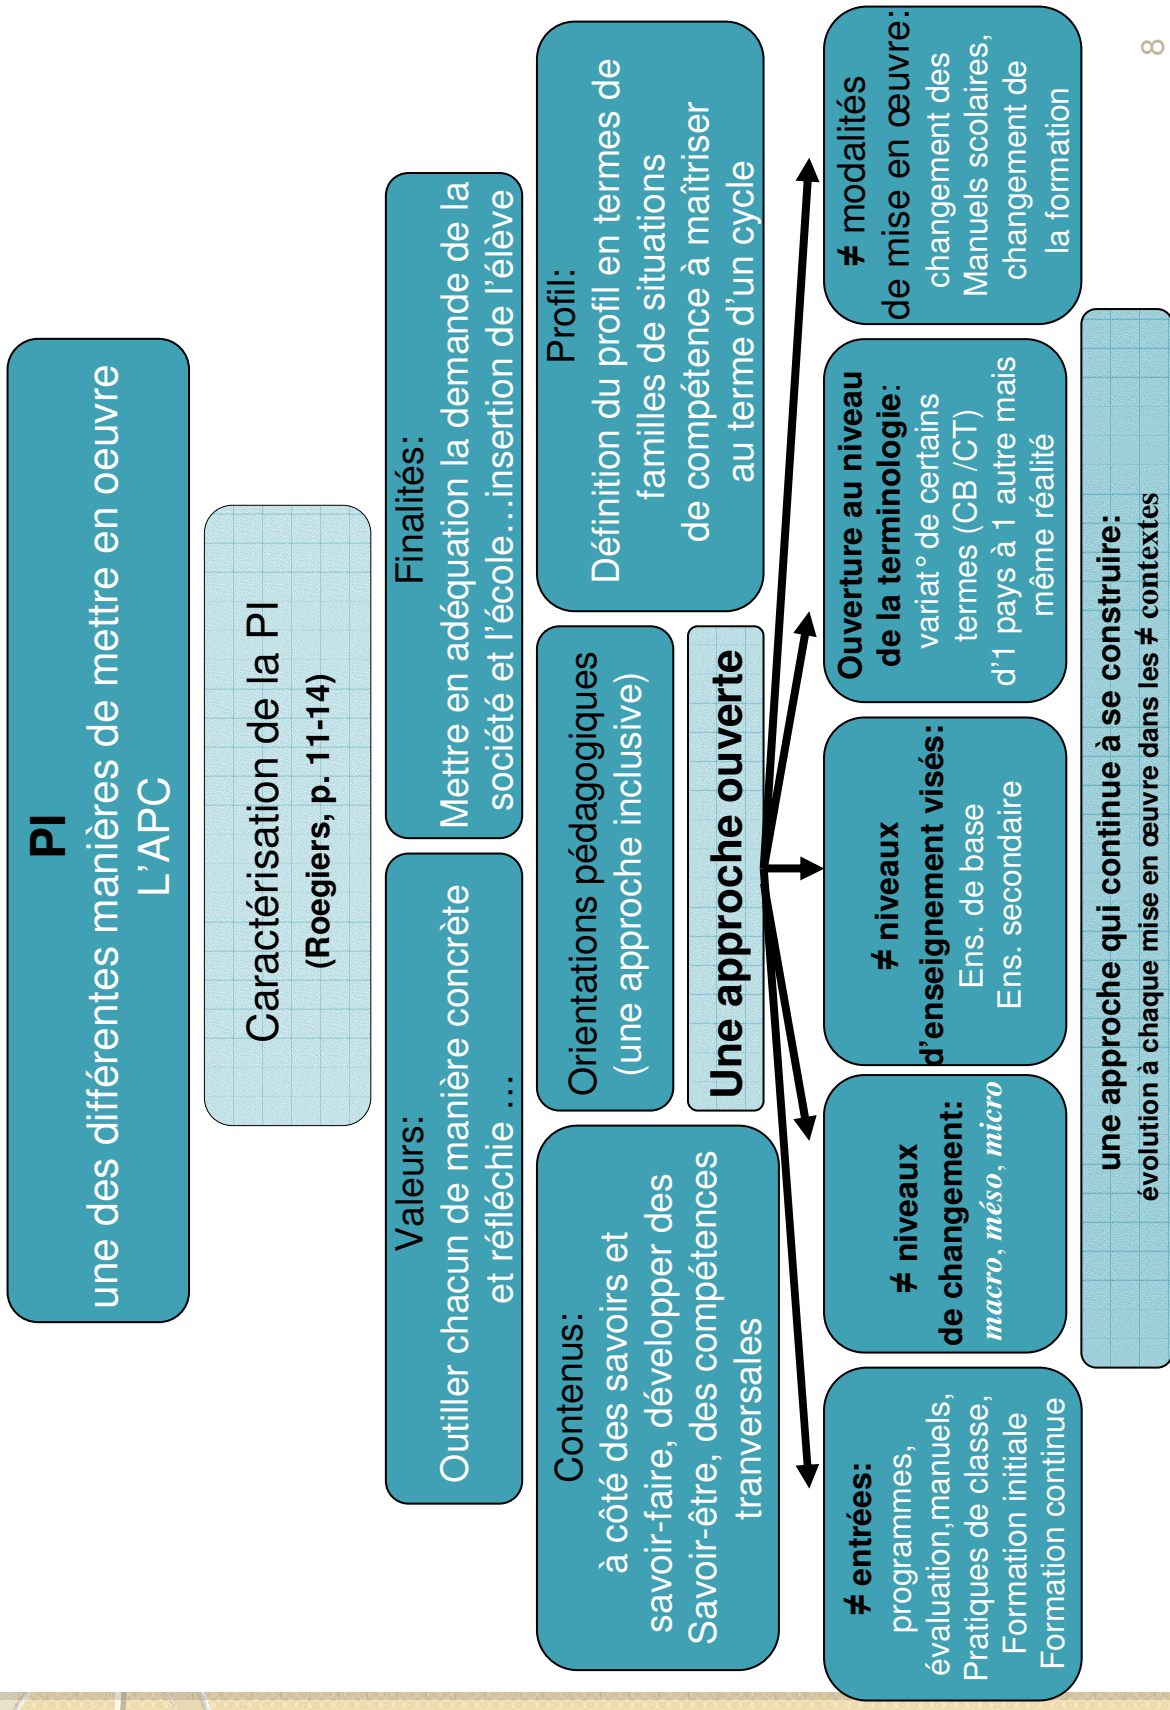 PI
une des différentes manières de mettre en oeuvre
L'APC
Caractérisation de la PI
(Roegiers, p. 11-14)
Valeurs:
Outiller chacun de manière concrète
et réfléchie …
Finalités:
Mettre en adéquation la demande de la
société et l'école…insertion de l'élève
Contenus:
à côté des savoirs et
savoir-faire, développer des
Savoir-être, des compétences
tranversales
Orientations pédagogiques
(une approche inclusive)
Profil:
Définition du profil en termes de
familles de situations
de compétence à maîtriser
au terme d'un cycle
Une approche ouverte
≠ entrées:
programmes,
évaluation,manuels,
Pratiques de classe,
Formation initiale
Formation continue
≠ niveaux
de changement:
macro, méso, micro
≠ niveaux
d'enseignement visés:
Ens. de base
Ens. secondaire
Ouverture au niveau
de la terminologie:
variat° de certains
termes (CB /CT)
d'1 pays à 1 autre mais
même réalité
≠ modalités
de mise en œuvre:
changement des
Manuels scolaires,
changement de
la formation
une approche qui continue à se construire:
évolution à chaque mise en œuvre dans les ≠ contextes
8